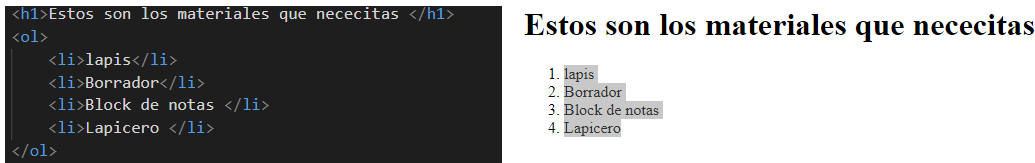 <h1>Estos son los materiales que nececitas </h1>
<ol>
<li>lapis</li>
<li>Borrador</li>
<li>Block de notas </li>
<li>Lapicero </li>
</ol>
Estos son los materiales que nececitas
1. lapis
2. Borrador
3. Block de notas
4. Lapicero